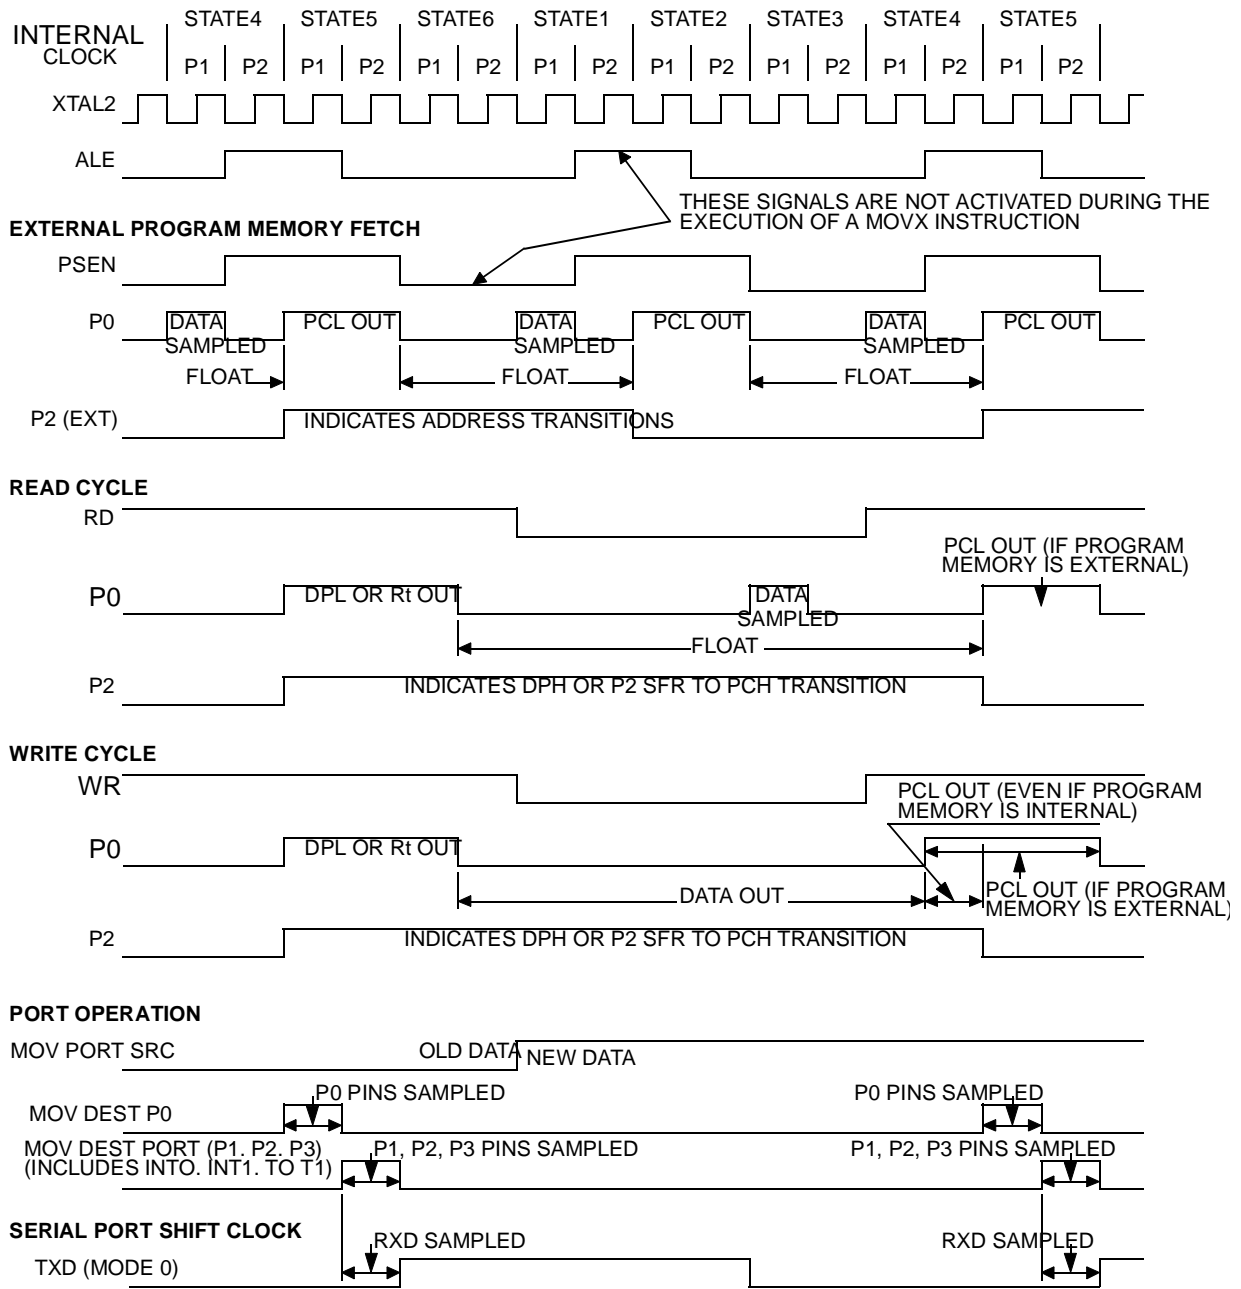 INTERNAL
CLOCK
STATE4 STATE5 STATE6 STATE1 STATE2 STATE3 STATE4 STATE5
P1 P2 P1 P2 P1 P2 P1 P2 P1 P2 P1 P2 P1 P2 P1 P2
XTAL2
ALE
THESE SIGNALS ARE NOT ACTIVATED DURING THE
EXECUTION OF A MOVX INSTRUCTION
EXTERNAL PROGRAM MEMORY FETCH
PSEN
P0
DATA PCL OUT DATA PCL OUT DATA PCL OUT
SAMPLED SAMPLED SAMPLED
FLOAT FLOAT FLOAT
P2 (EXT)
INDICATES ADDRESS TRANSITIONS
READ CYCLE
RD
PCL OUT (IF PROGRAM
MEMORY IS EXTERNAL)
P0
DPL OR Rt OUT
DATA
SAMPLED
FLOAT
P2
INDICATES DPH OR P2 SFR TO PCH TRANSITION
WRITE CYCLE
WR
PCL OUT (EVEN IF PROGRAM
MEMORY IS INTERNAL)
P0
DPL OR Rt OUT
DATA OUT
PCL OUT (IF PROGRAM
MEMORY IS EXTERNAL)
P2
INDICATES DPH OR P2 SFR TO PCH TRANSITION
PORT OPERATION
MOV PORT SRC
OLD DATA NEW DATA
P0 PINS SAMPLED P0 PINS SAMPLED
MOV DEST P0
MOV DEST PORT (P1. P2. P3)
(INCLUDES INTO. INT1. TO T1)
P1, P2, P3 PINS SAMPLED P1, P2, P3 PINS SAMPLED
SERIAL PORT SHIFT CLOCK
RXD SAMPLED RXD SAMPLED
TXD (MODE 0)